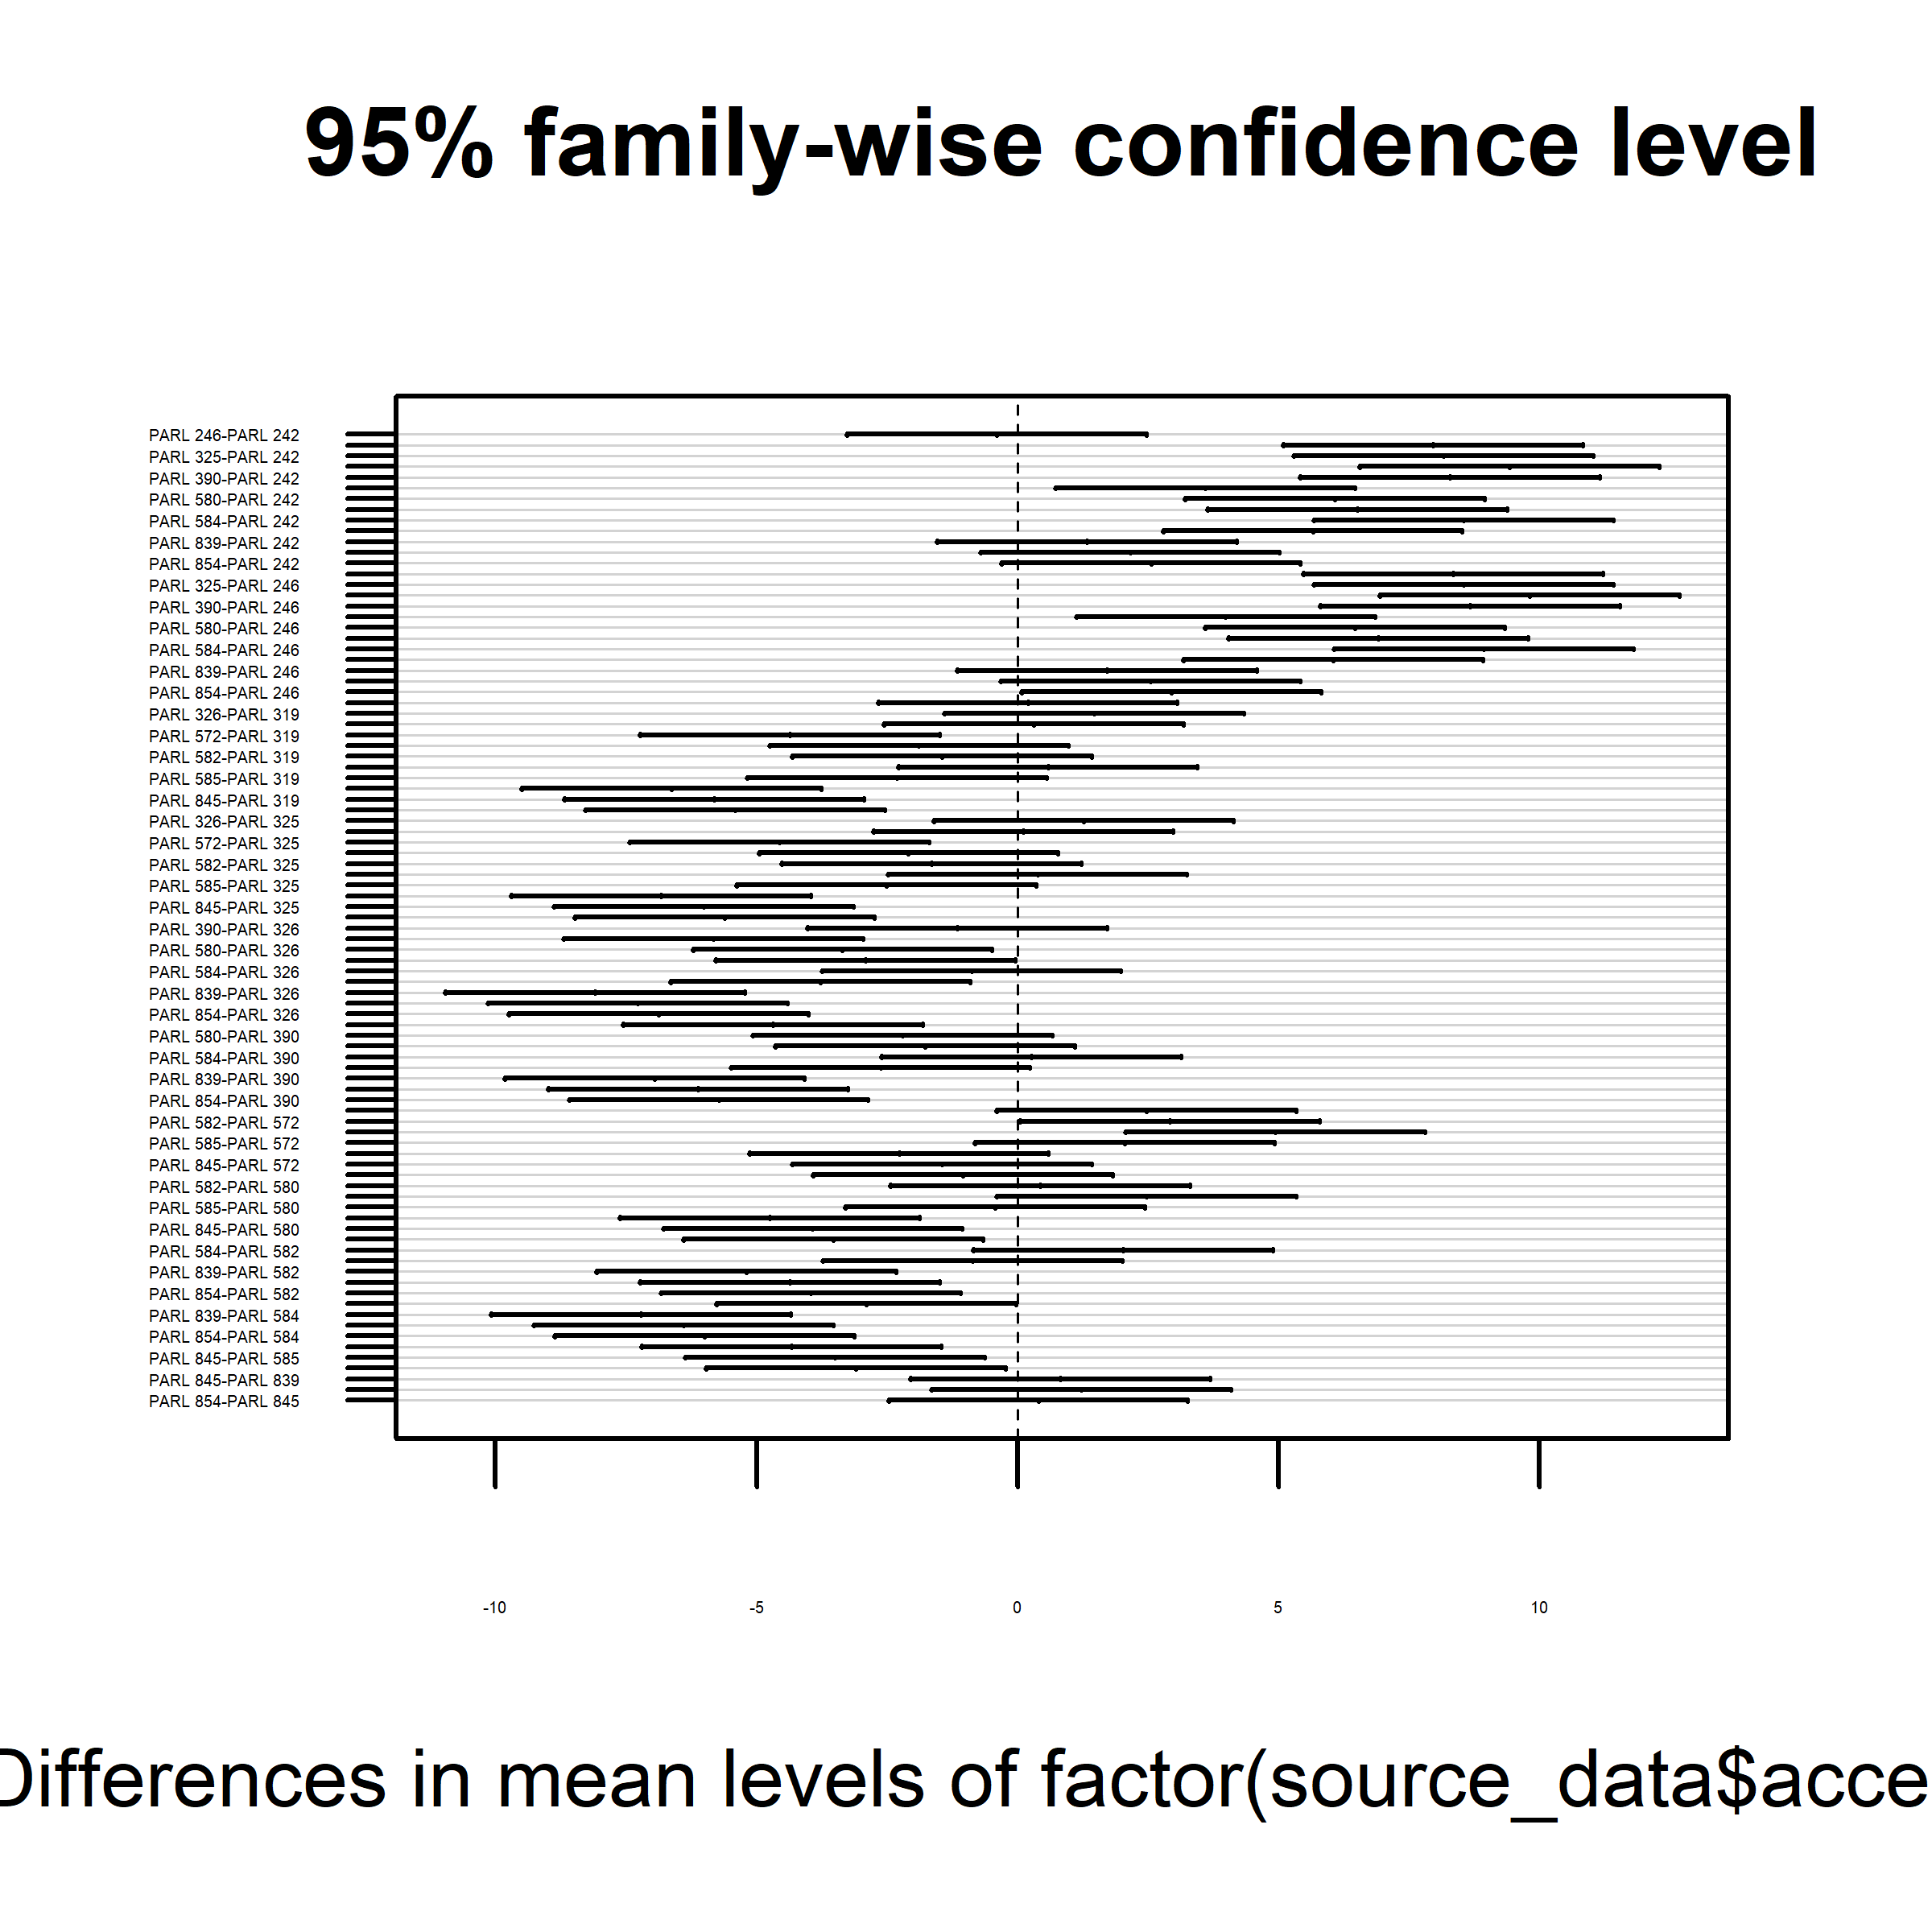 95% family-wise confidence level
PARL 246-PARL 242
PARL 325-PARL 242
PARL 390-PARL 242
PARL 580-PARL 242
PARL 584-PARL 242
PARL 839-PARL 242
PARL 854-PARL 242
PARL 325-PARL 246
PARL 390-PARL 246
PARL 580-PARL 246
PARL 584-PARL 246
PARL 839-PARL 246
PARL 854-PARL 246
PARL 326-PARL 319
PARL 572-PARL 319
PARL 582-PARL 319
PARL 585-PARL 319
PARL 845-PARL 319
PARL 326-PARL 325
PARL 572-PARL 325
PARL 582-PARL 325
PARL 585-PARL 325
PARL 845-PARL 325
PARL 390-PARL 326
PARL 580-PARL 326
PARL 584-PARL 326
PARL 839-PARL 326
PARL 854-PARL 326
PARL 580-PARL 390
PARL 584-PARL 390
PARL 839-PARL 390
PARL 854-PARL 390
PARL 582-PARL 572
PARL 585-PARL 572
PARL 845-PARL 572
PARL 582-PARL 580
PARL 585-PARL 580
PARL 845-PARL 580
PARL 584-PARL 582
PARL 839-PARL 582
PARL 854-PARL 582
PARL 839-PARL 584
PARL 854-PARL 584
PARL 845-PARL 585
PARL 845-PARL 839
PARL 854-PARL 845
-10 -5 0 5 10
Differences in mean levels of factor(source_data$acce